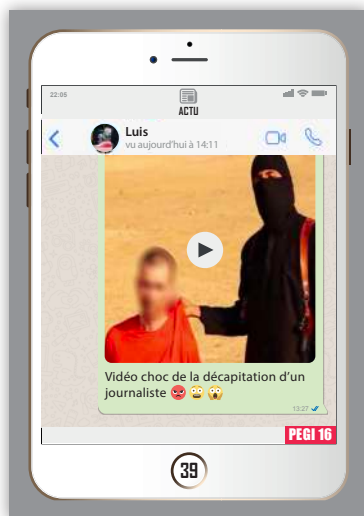 22:05
ACTU
Luis
vu aujourd'hui à 14:11
Vidéo choc de la décapitation d'un
journaliste 😡 😳 😱
13:27
PEGI 16
39